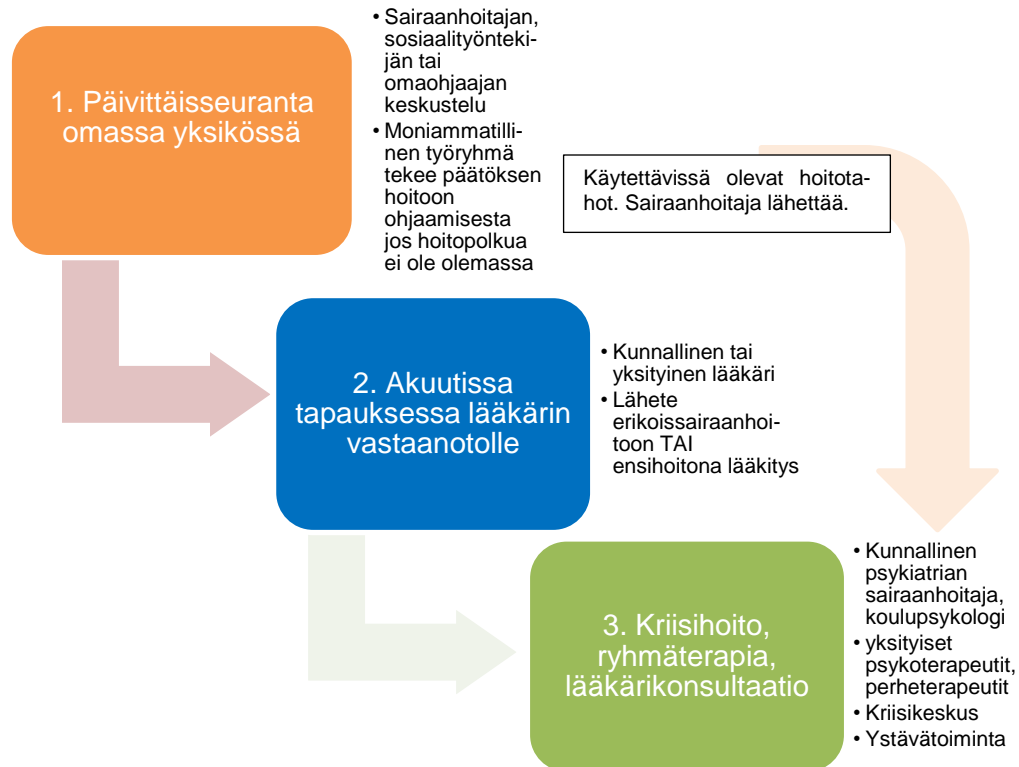 1. Päivittäisseuranta
omassa yksikössä
• Sairaanhoitajan,
sosiaalityönteki-
jän tai
omaohjaajan
keskustelu
• Moniammatilli-
nen työryhmä
tekee päätöksen
hoitoon
ohjaamisesta
jos hoitopolkua
ei ole olemassa
Käytettävissä olevat hoitota-
hot. Sairaanhoitaja lähettää.
2. Akuutissa
tapauksessa lääkärin
vastaanotolle
• Kunnallinen tai
yksityinen lääkäri
• Lähete
erikoissairaanhoi-
toon TAI
ensihoitona lääkitys
3. Kriisihoito,
ryhmäterapia,
lääkärikonsultaatio
• Kunnallinen
psykiatrian
sairaanhoitaja,
koulupsykologi
• yksityiset
psykoterapeutit,
perheterapeutit
• Kriisikeskus
• Ystävätoiminta